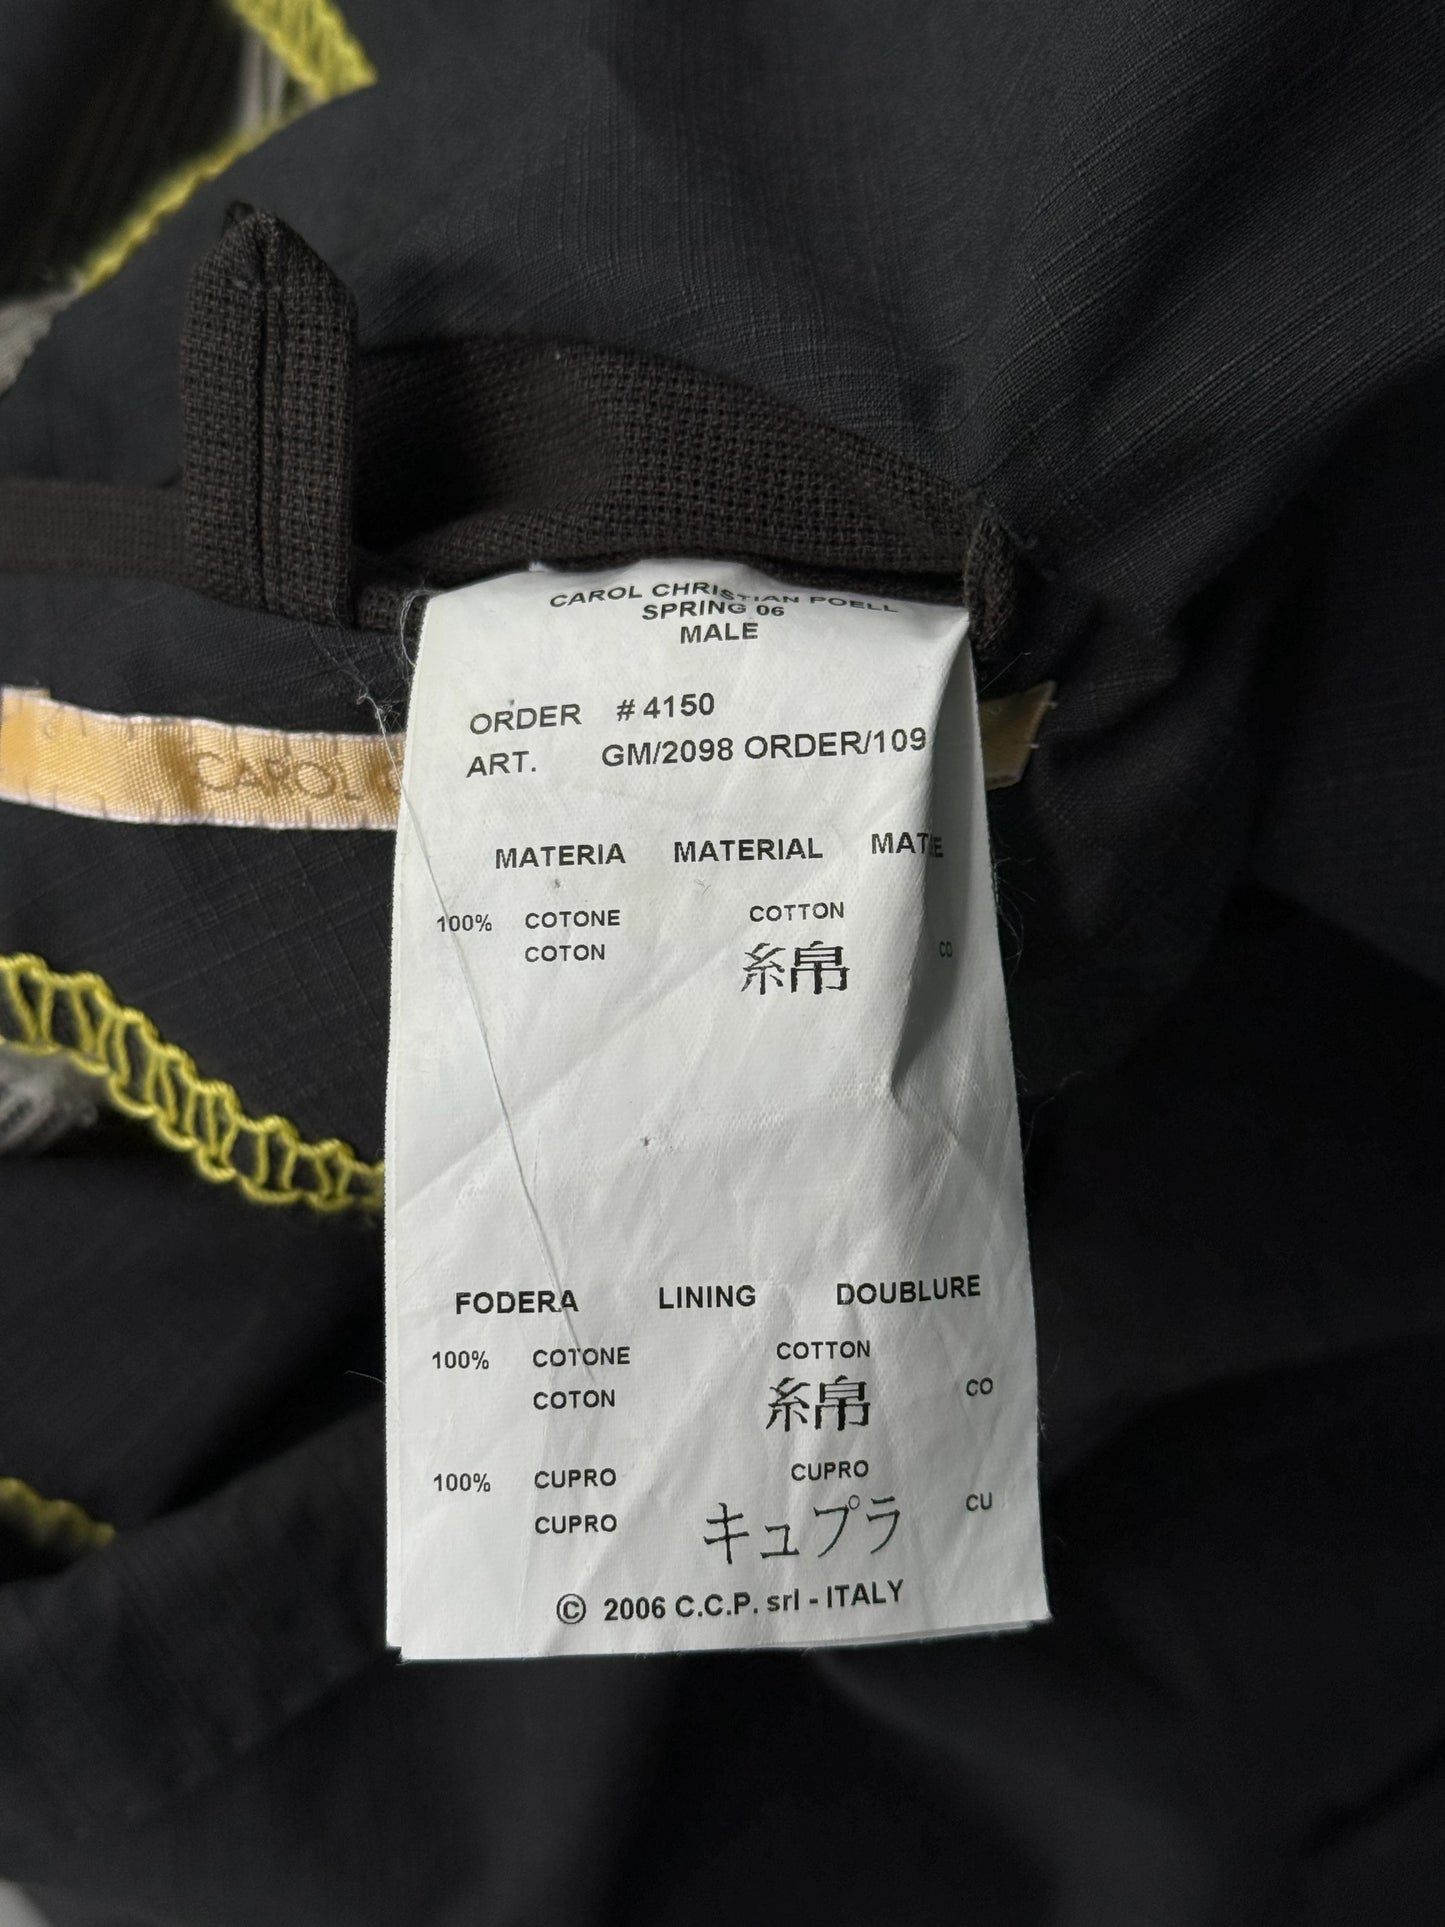 CAROL CHRISTIAN POELL
SPRING 06
MALE
ORDER # 4150
ART. GM/2098 ORDER/109
CAROL
MATERIA MATERIAL
100% COTONE COTTON
COTON 綿 CO
FODERA LINING DOUBLURE
100% COTONE COTTON
COTON 綿 CO
100% CUPRO CUPRO
CUPRO キュプラ CU
© 2006 C.C.P. srl - ITALY